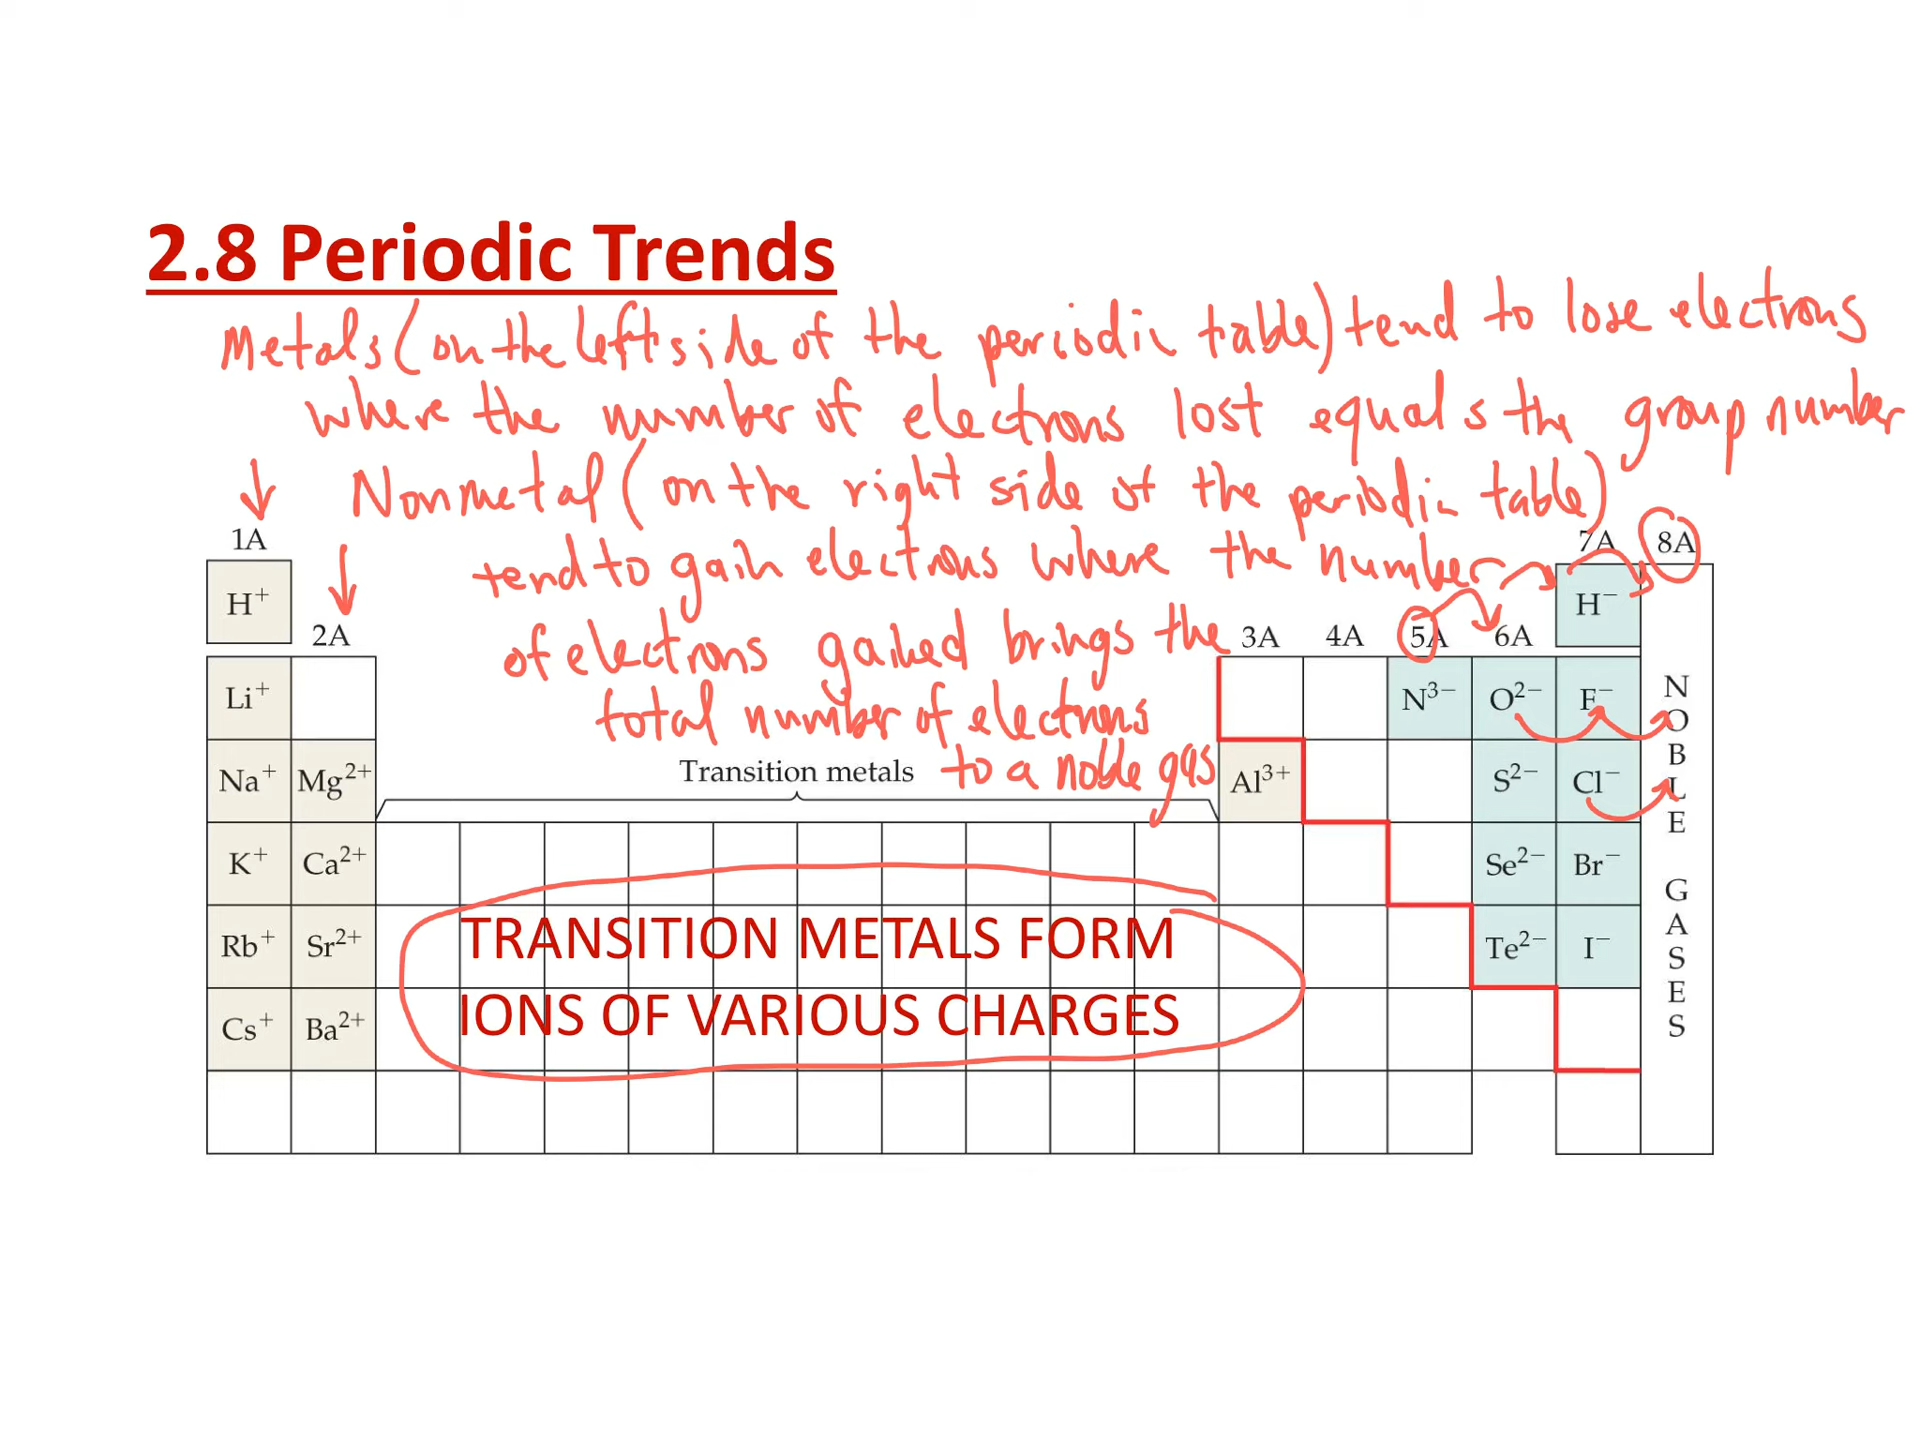 2.8 Periodic Trends
Metals (on the left side of the periodic table) tend to lose electrons
where the number of electrons lost equals the group number
Nonmetal (on the right side of the periodic table)
tend to gain electrons where the number
of electrons gained brings the
total number of electrons
to a noble gas
1A 7A 8A
H⁺ H⁻
2A 3A 4A 5A 6A
Li⁺ N³⁻ O²⁻ F⁻
Na⁺ Mg²⁺ Transition metals Al³⁺ S²⁻ Cl⁻
K⁺ Ca²⁺ Se²⁻ Br⁻
Rb⁺ Sr²⁺ TRANSITION METALS FORM Te²⁻ I⁻
Cs⁺ Ba²⁺ IONS OF VARIOUS CHARGES
NOBLE GASES